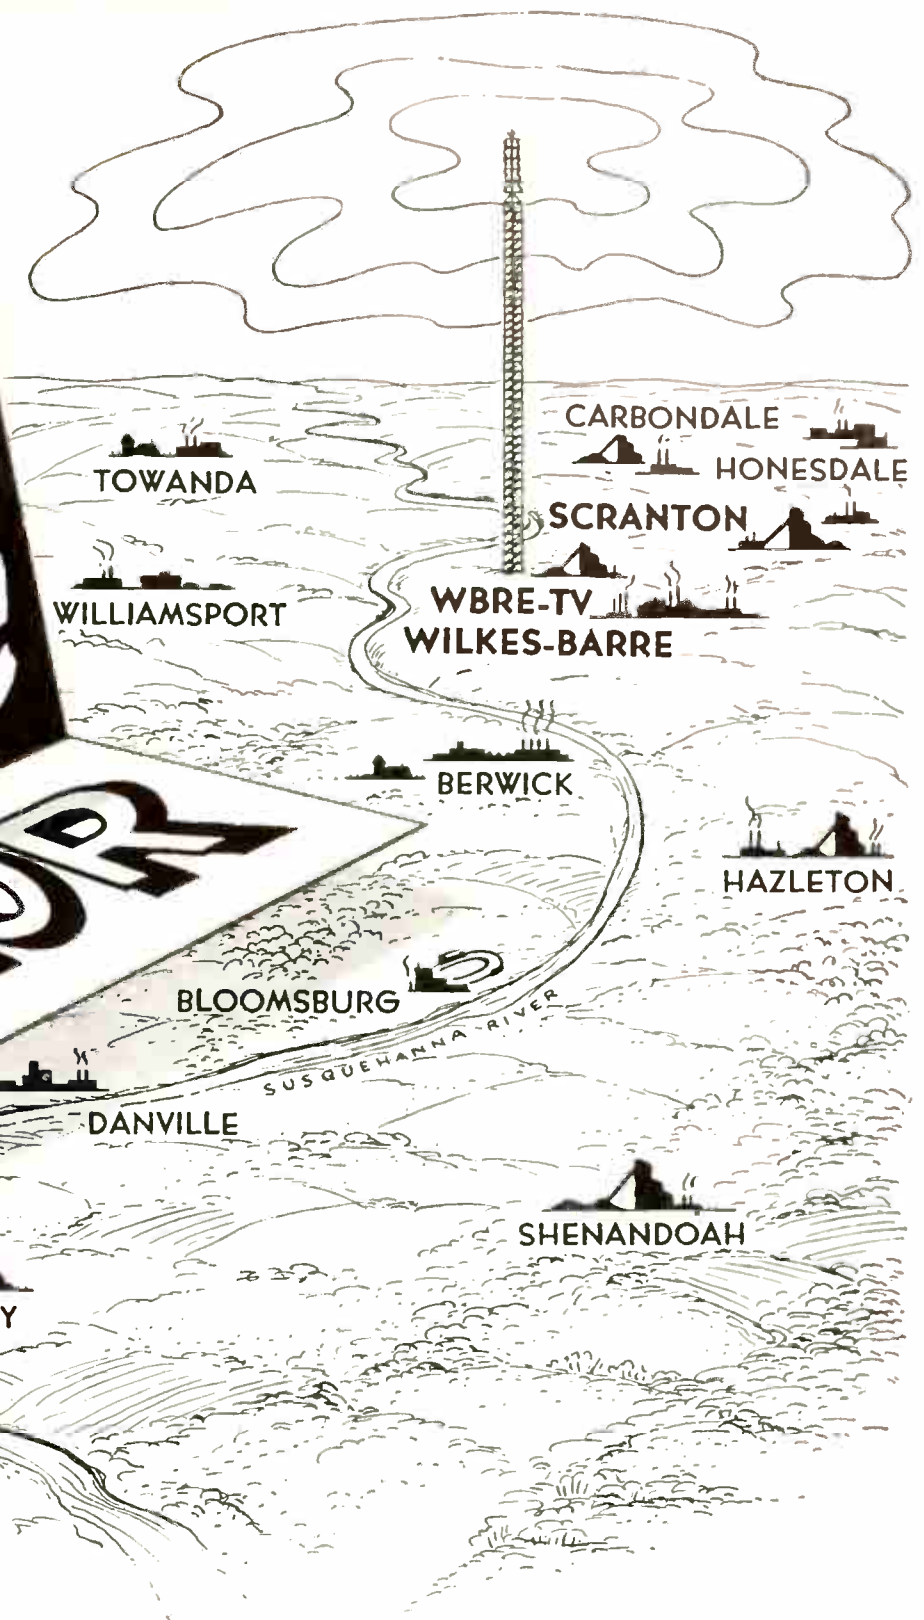 CARBONDALE
HONESDALE
TOWANDA
SCRANTON
WILLIAMSPORT
WBRE-TV
WILKES-BARRE
BERWICK
HAZLETON
BLOOMSBURG
SUSQUEHANNA RIVER
DANVILLE
SHENANDOAH
Y